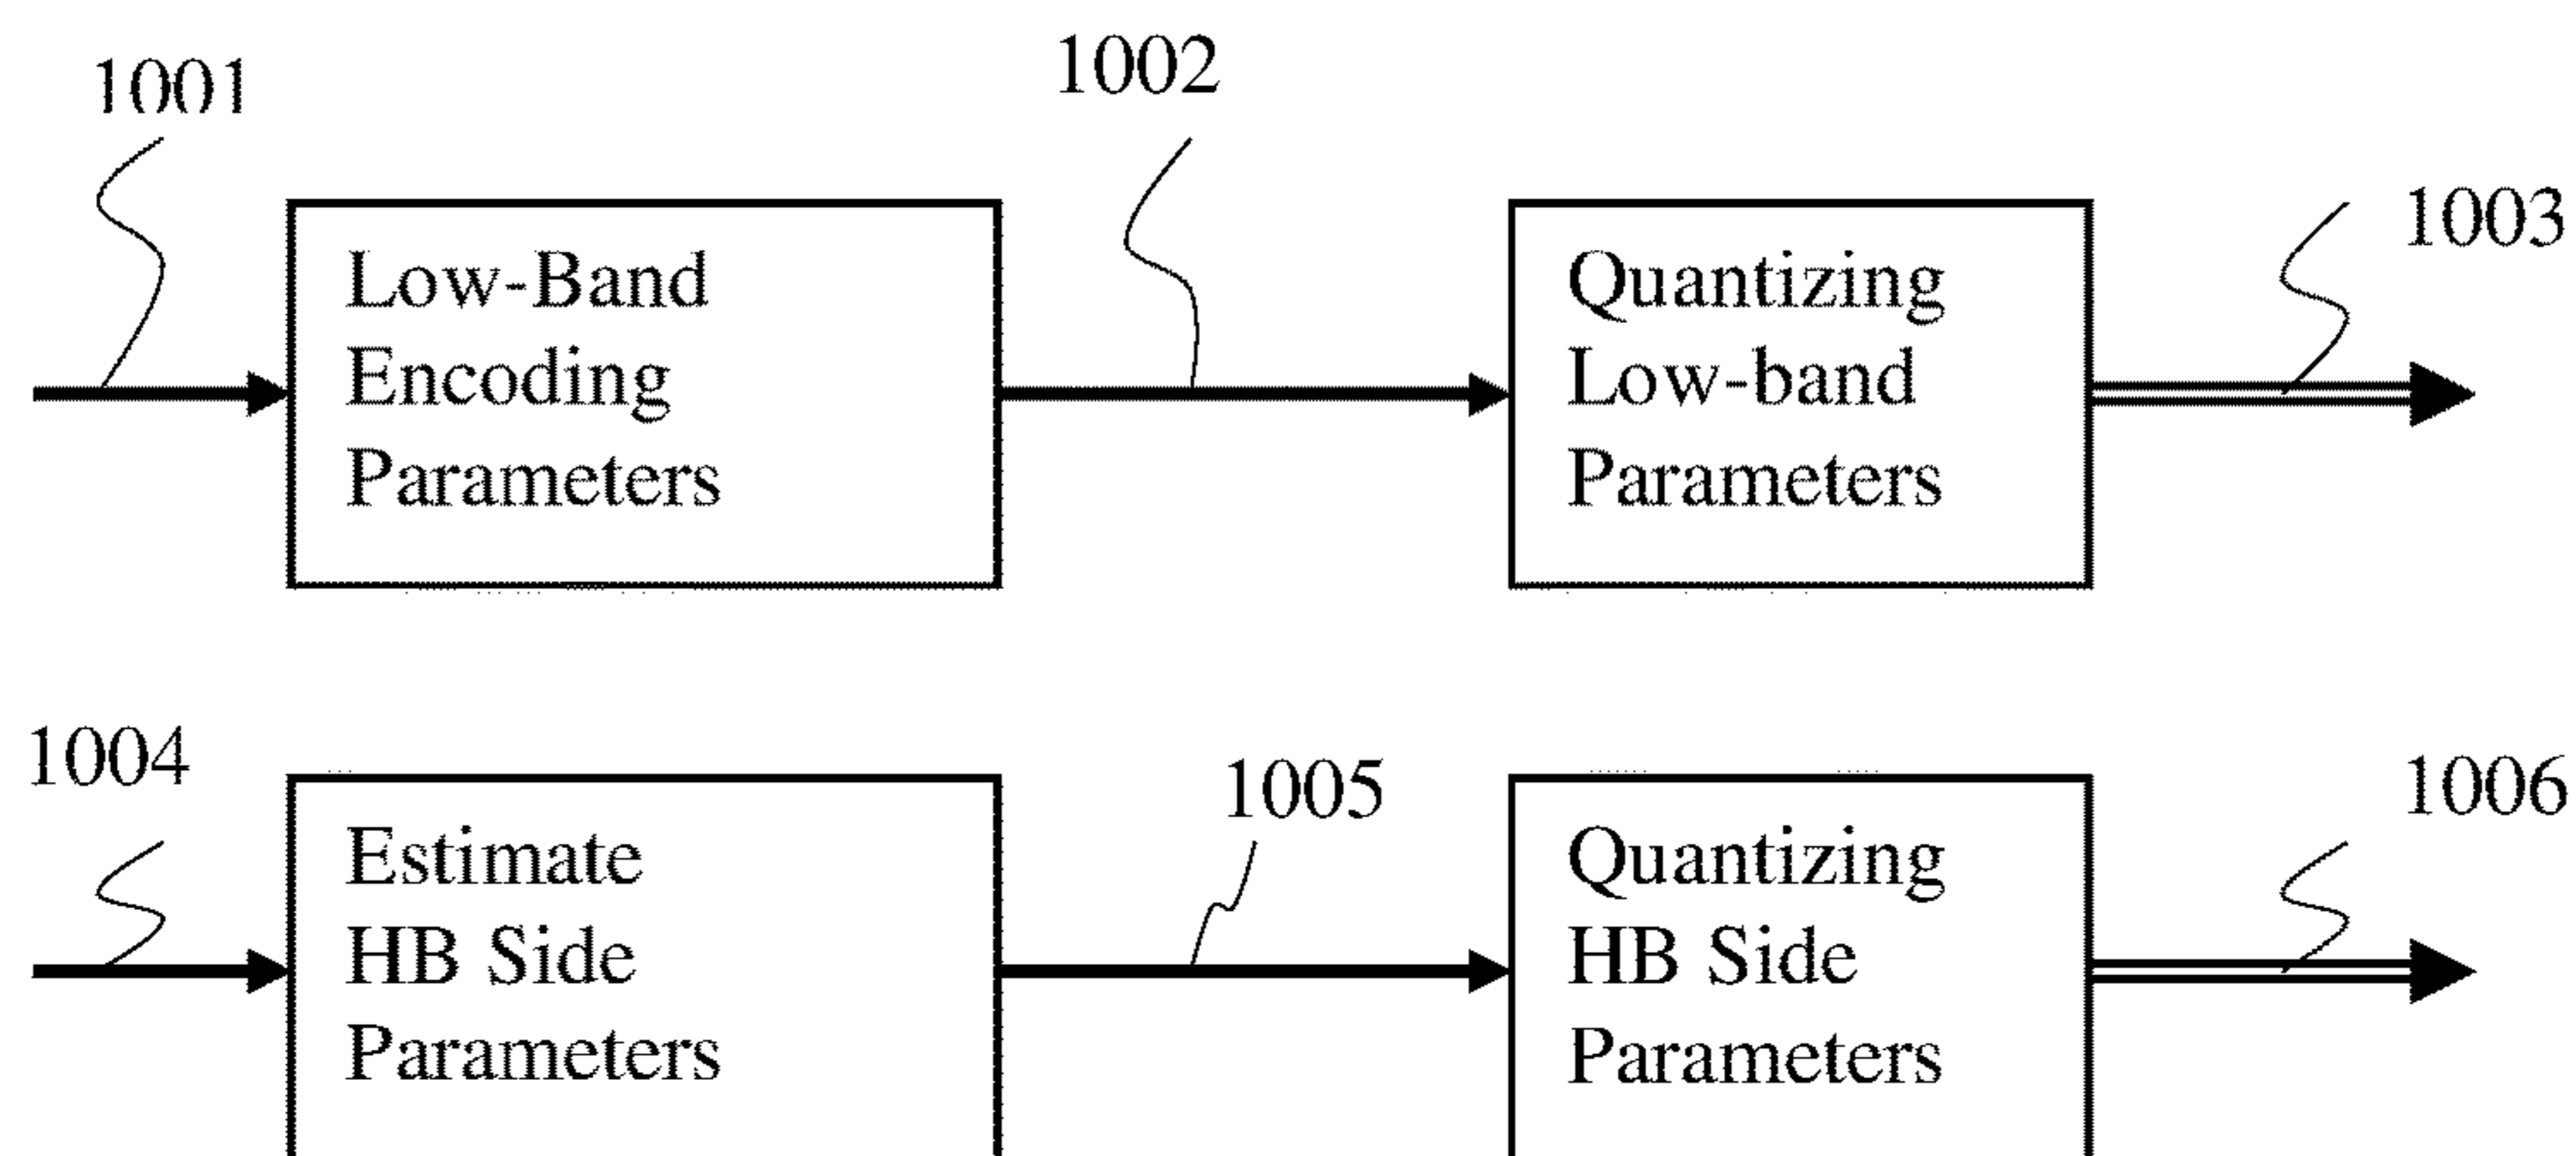 1001
1002
1003
Low-Band
Encoding
Parameters
Quantizing
Low-band
Parameters
1004
1005
1006
Estimate
HB Side
Parameters
Quantizing
HB Side
Parameters